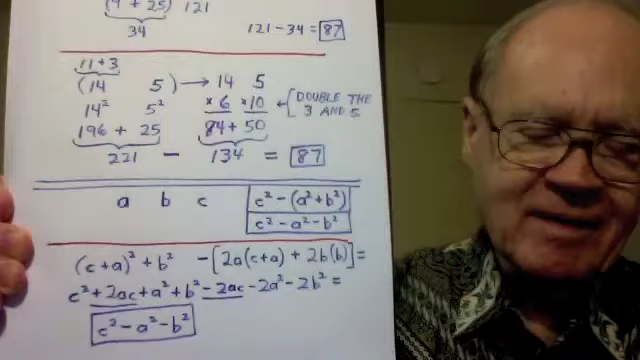 (9 + 25) 121
34 121 - 34 = 87
11 + 3
(14 5) → 14 5
14² 5² × 6 × 10 ← { DOUBLE THE 3 AND 5
196 + 25 84 + 50
221 - 134 = 87
a b c c² - (a² + b²)
c² - a² - b²
(c + a)² + b² - [2a(c + a) + 2b(b)] =
c² + 2ac + a² + b² - 2ac - 2a² - 2b² =
c² - a² - b²